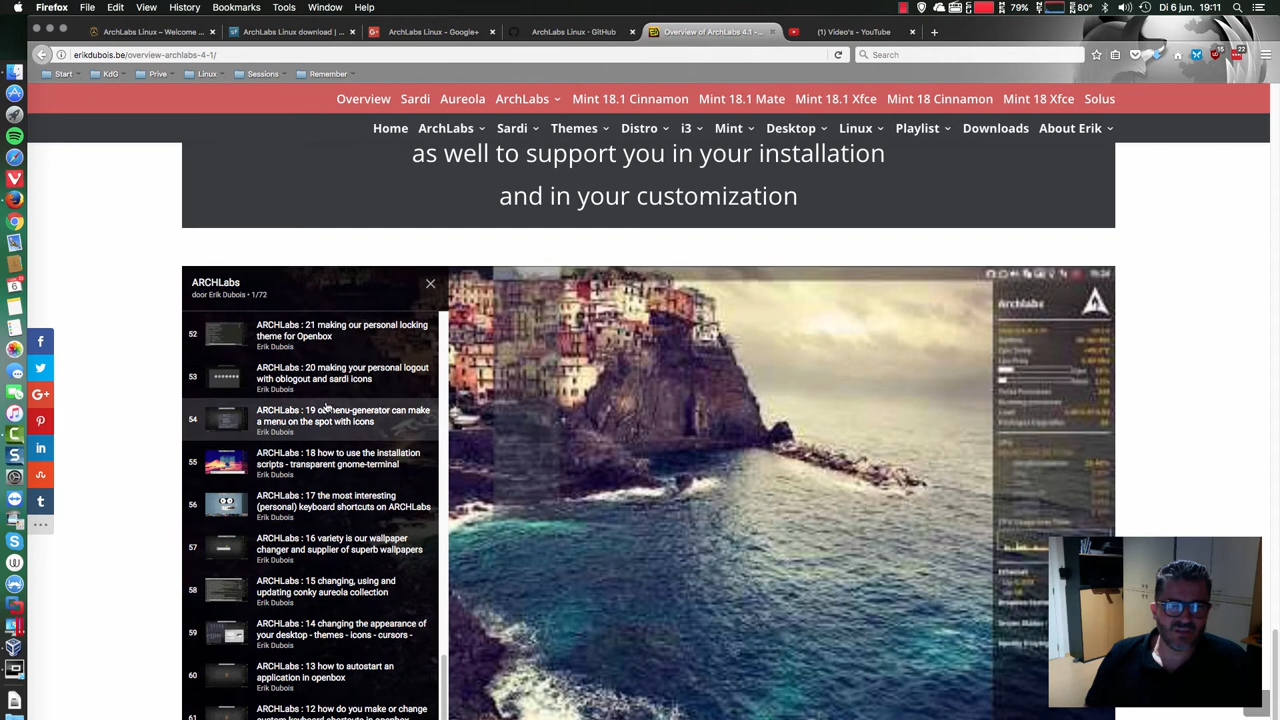 Firefox File Edit View History Bookmarks Tools Window Help
80° Di 6 jun. 19:11
ArchLabs Linux – Welcome ...
ArchLabs Linux download | ...
ArchLabs Linux - Google+
ArchLabs Linux · GitHub
Overview of ArchLabs 4.1 -...
(1) Video's - YouTube
erikdubois.be/overview-archlabs-4-1/
Search
15
22
Start KdG Prive Linux Sessions Remember
Overview Sardi Aureola ArchLabs Mint 18.1 Cinnamon Mint 18.1 Mate Mint 18.1 Xfce Mint 18 Cinnamon Mint 18 Xfce Solus
Home ArchLabs Sardi Themes Distro i3 Mint Desktop Linux Playlist Downloads About Erik
as well to support you in your installation
and in your customization
ARCHLabs
door Erik Dubois • 1/72
52
ARCHLabs : 21 making our personal locking
theme for Openbox
Erik Dubois
53
ARCHLabs : 20 making your personal logout
with oblogout and sardi icons
Erik Dubois
54
ARCHLabs : 19 obmenu-generator can make
a menu on the spot with icons
Erik Dubois
55
ARCHLabs : 18 how to use the installation
scripts - transparent gnome-terminal
Erik Dubois
56
ARCHLabs : 17 the most interesting
(personal) keyboard shortcuts on ARCHLabs
Erik Dubois
57
ARCHLabs : 16 variety is our wallpaper
changer and supplier of superb wallpapers
Erik Dubois
58
ARCHLabs : 15 changing, using and
updating conky aureola collection
Erik Dubois
59
ARCHLabs : 14 changing the appearance of
your desktop - themes - icons - cursors -
Erik Dubois
60
ARCHLabs : 13 how to autostart an
application in openbox
Erik Dubois
61
ARCHLabs : 12 how do you make or change
custom keyboard shortcuts in openbox
Archlabs